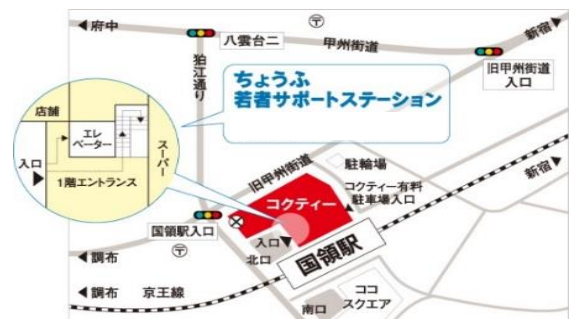 ◀府中
〒
新宿▶
八雲台二
甲州街道
狛江通り
旧甲州街道
入口
ちょうふ
若者サポートステーション
店舗
エレ
ベーター
スーパー
入口
▶
1階エントランス
旧甲州街道
駐輪場
コクティー有料
駐車場入口
新宿▶
コクティー
国領駅入口
〒
入口
北口
国領駅
◀調布
◀調布 京王線
南口
ココ
スクエア